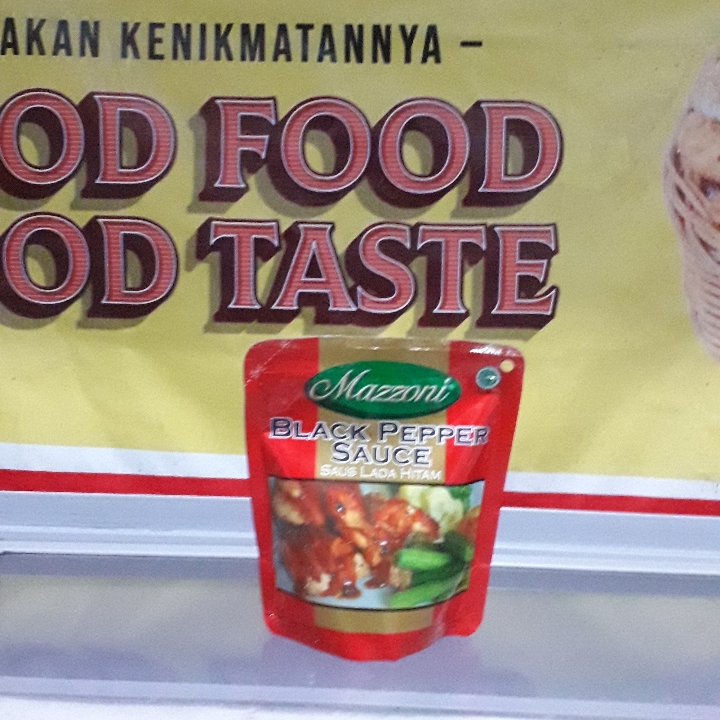 AKAN KENIKMATANNYA –
OD FOOD
OD TASTE
Mazzoni
BLACK PEPPER
SAUCE
SAUS LADA HITAM